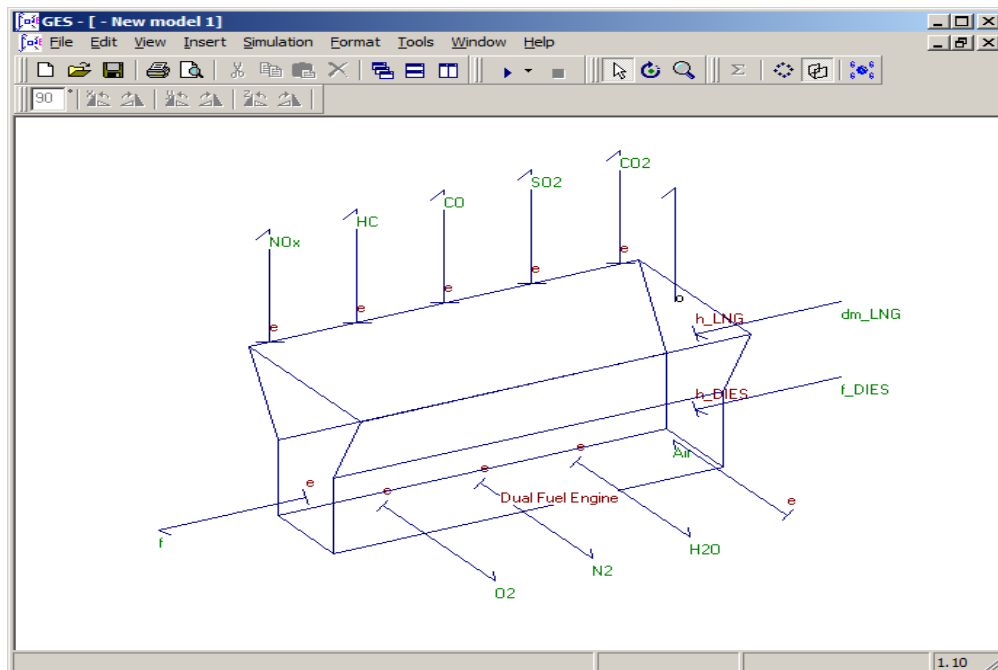 GES - [ - New model 1]
File Edit View Insert Simulation Format Tools Window Help
90 °
CO2
SO2
CO
HC
NOx
e
e
e
e
e
o
h_LNG
dm_LNG
h_DIES
f_DIES
Air
e
e
e
e
e
Dual Fuel Engine
f
H2O
N2
O2
1.10